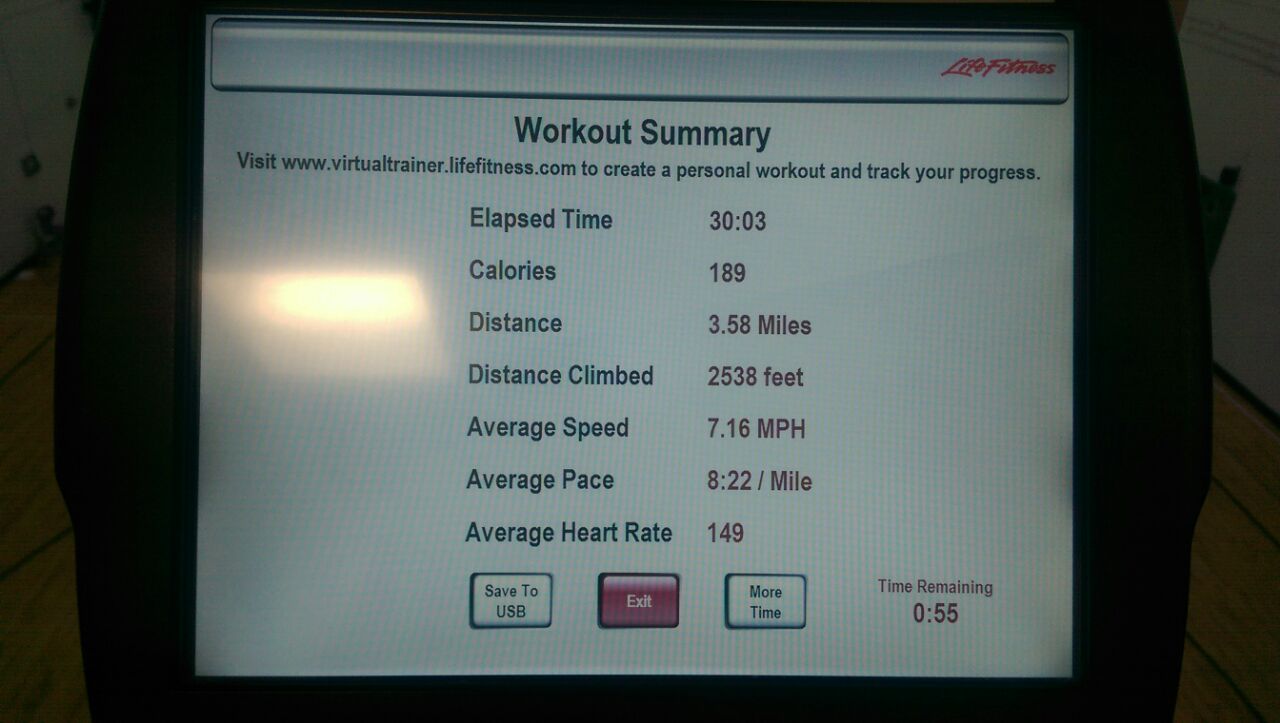 LifeFitness
Workout Summary
Visit www.virtualtrainer.lifefitness.com to create a personal workout and track your progress.
Elapsed Time 30:03
Calories 189
Distance 3.58 Miles
Distance Climbed 2538 feet
Average Speed 7.16 MPH
Average Pace 8:22 / Mile
Average Heart Rate 149
Save To
USB
Exit
More
Time
Time Remaining
0:55